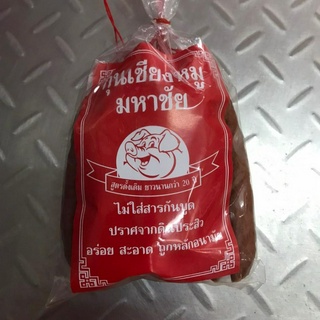 กุนเชียงหมู
มหาชัย
สูตรดั้งเดิม ยาวนานกว่า 20 ปี
ไม่ใส่สารกันบูด
ปราศจากดินประสิว
อร่อย สะอาด ถูกหลักอนามัย